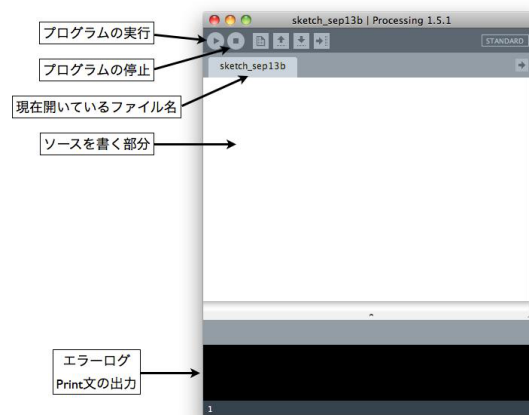 sketch_sep13b | Processing 1.5.1
プログラムの実行
STANDARD
プログラムの停止
sketch_sep13b
現在開いているファイル名
ソースを書く部分
エラーログ
Print文の出力
1